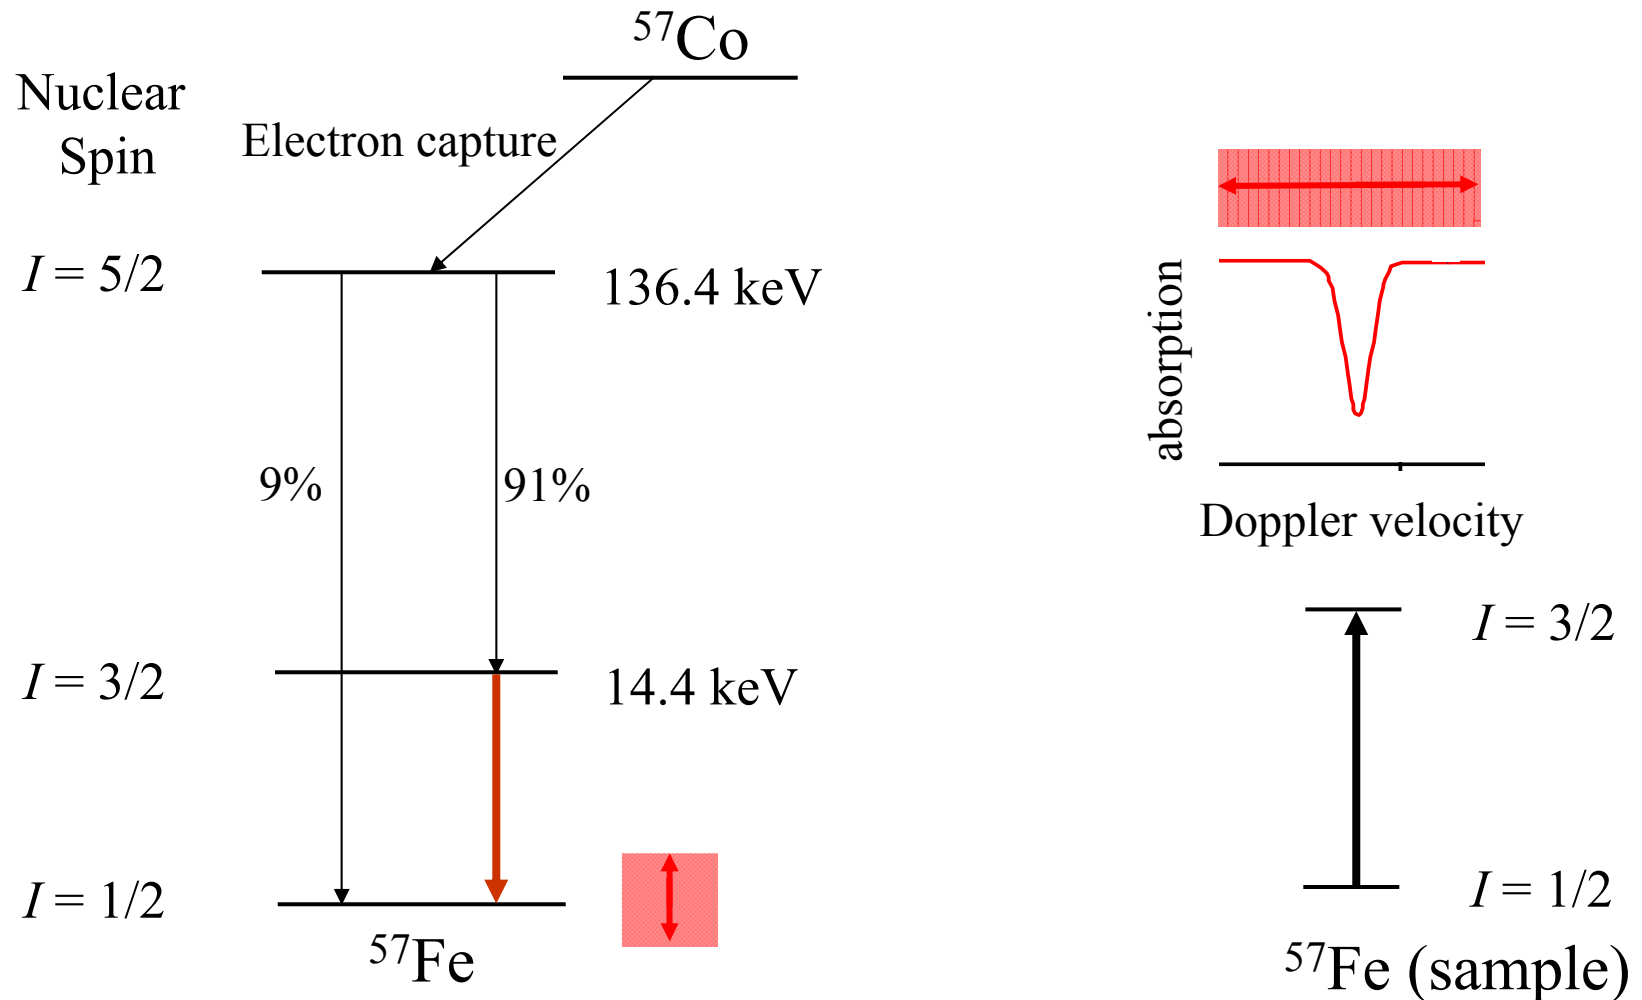 ⁵⁷Co
Nuclear
Spin
Electron capture
I = 5/2
136.4 keV
9%
91%
I = 3/2
14.4 keV
I = 1/2
⁵⁷Fe
absorption
Doppler velocity
I = 3/2
I = 1/2
⁵⁷Fe (sample)